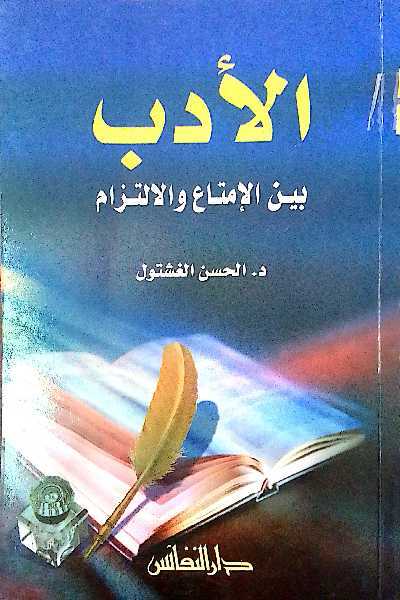 الأدب
بين الإمتاع والالتزام
د. الحسن الغشتول
دار النفائس